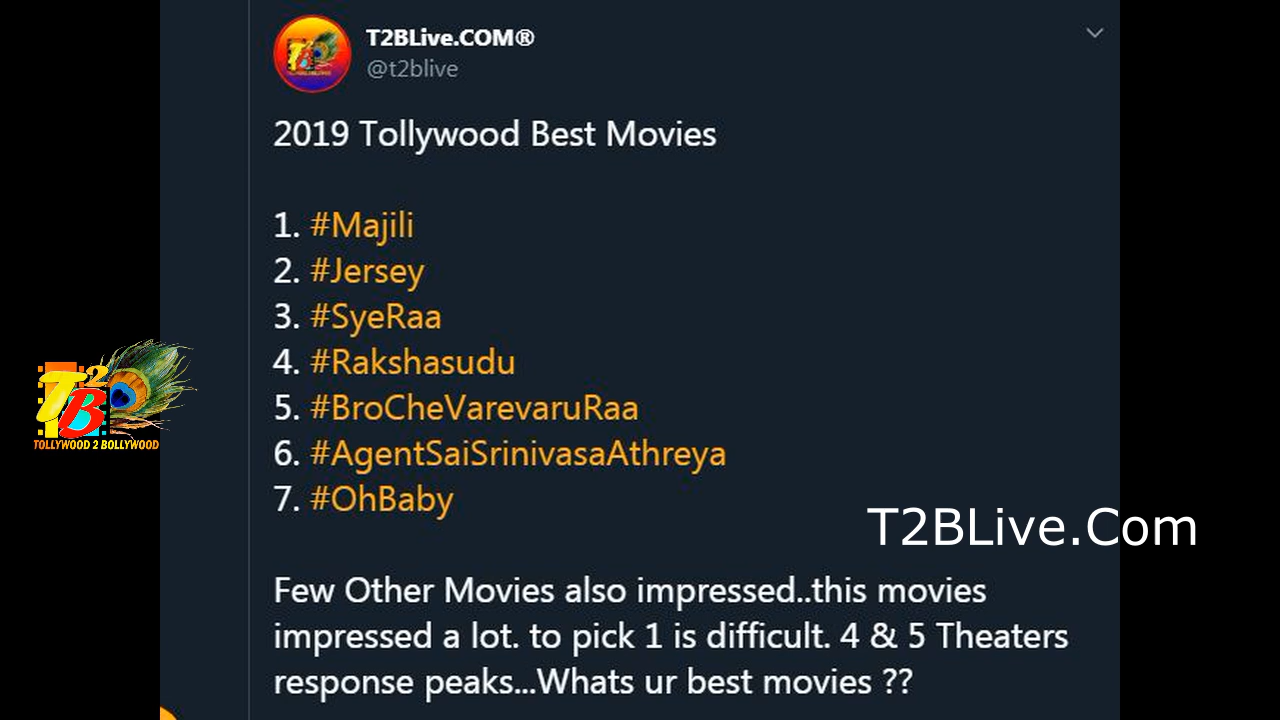 T2BLive.COM®
@t2blive
2019 Tollywood Best Movies
1. #Majili
2. #Jersey
3. #SyeRaa
4. #Rakshasudu
5. #BroCheVarevaruRaa
6. #AgentSaiSrinivasaAthreya
7. #OhBaby
T2BLive.Com
Few Other Movies also impressed..this movies
impressed a lot. to pick 1 is difficult. 4 & 5 Theaters
response peaks...Whats ur best movies ??
T2B
TOLLYWOOD 2 BOLLYWOOD